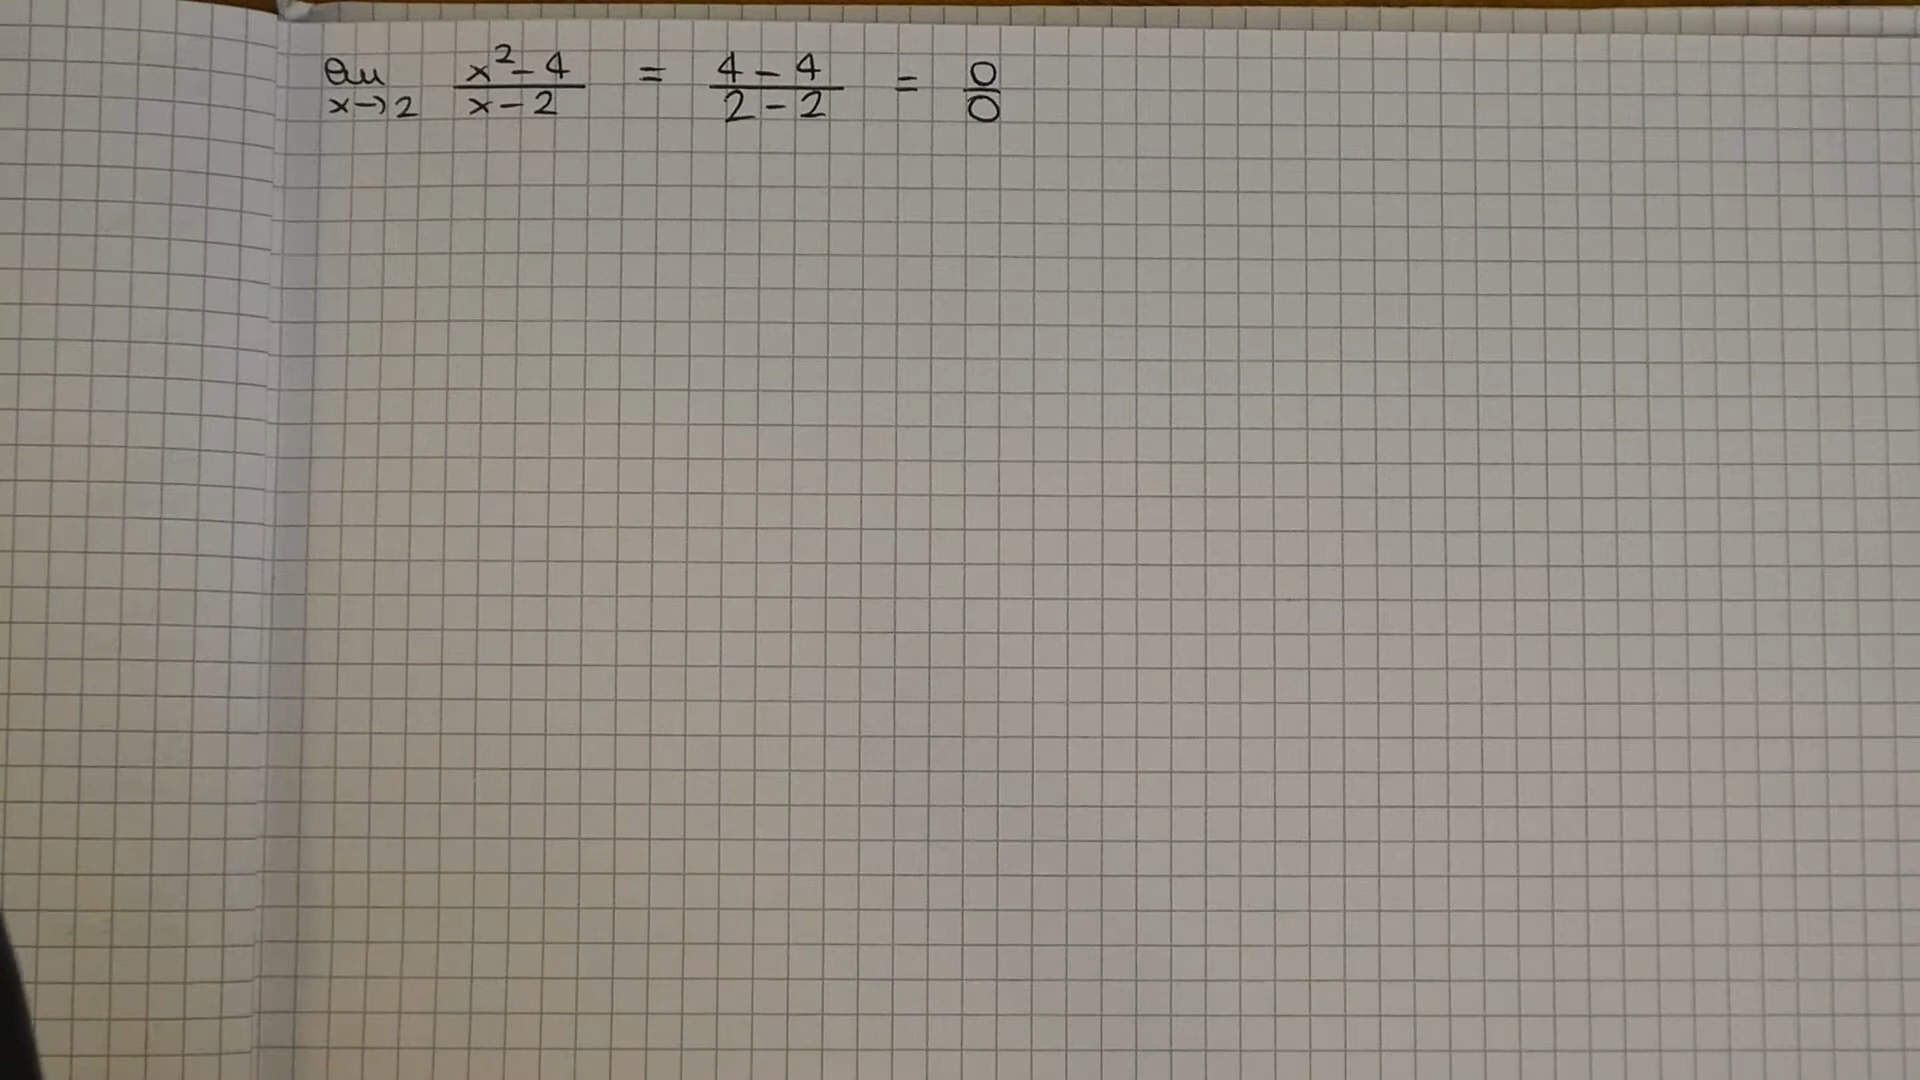 lim x→2 (x² - 4)/(x - 2) = (4 - 4)/(2 - 2) = 0/0